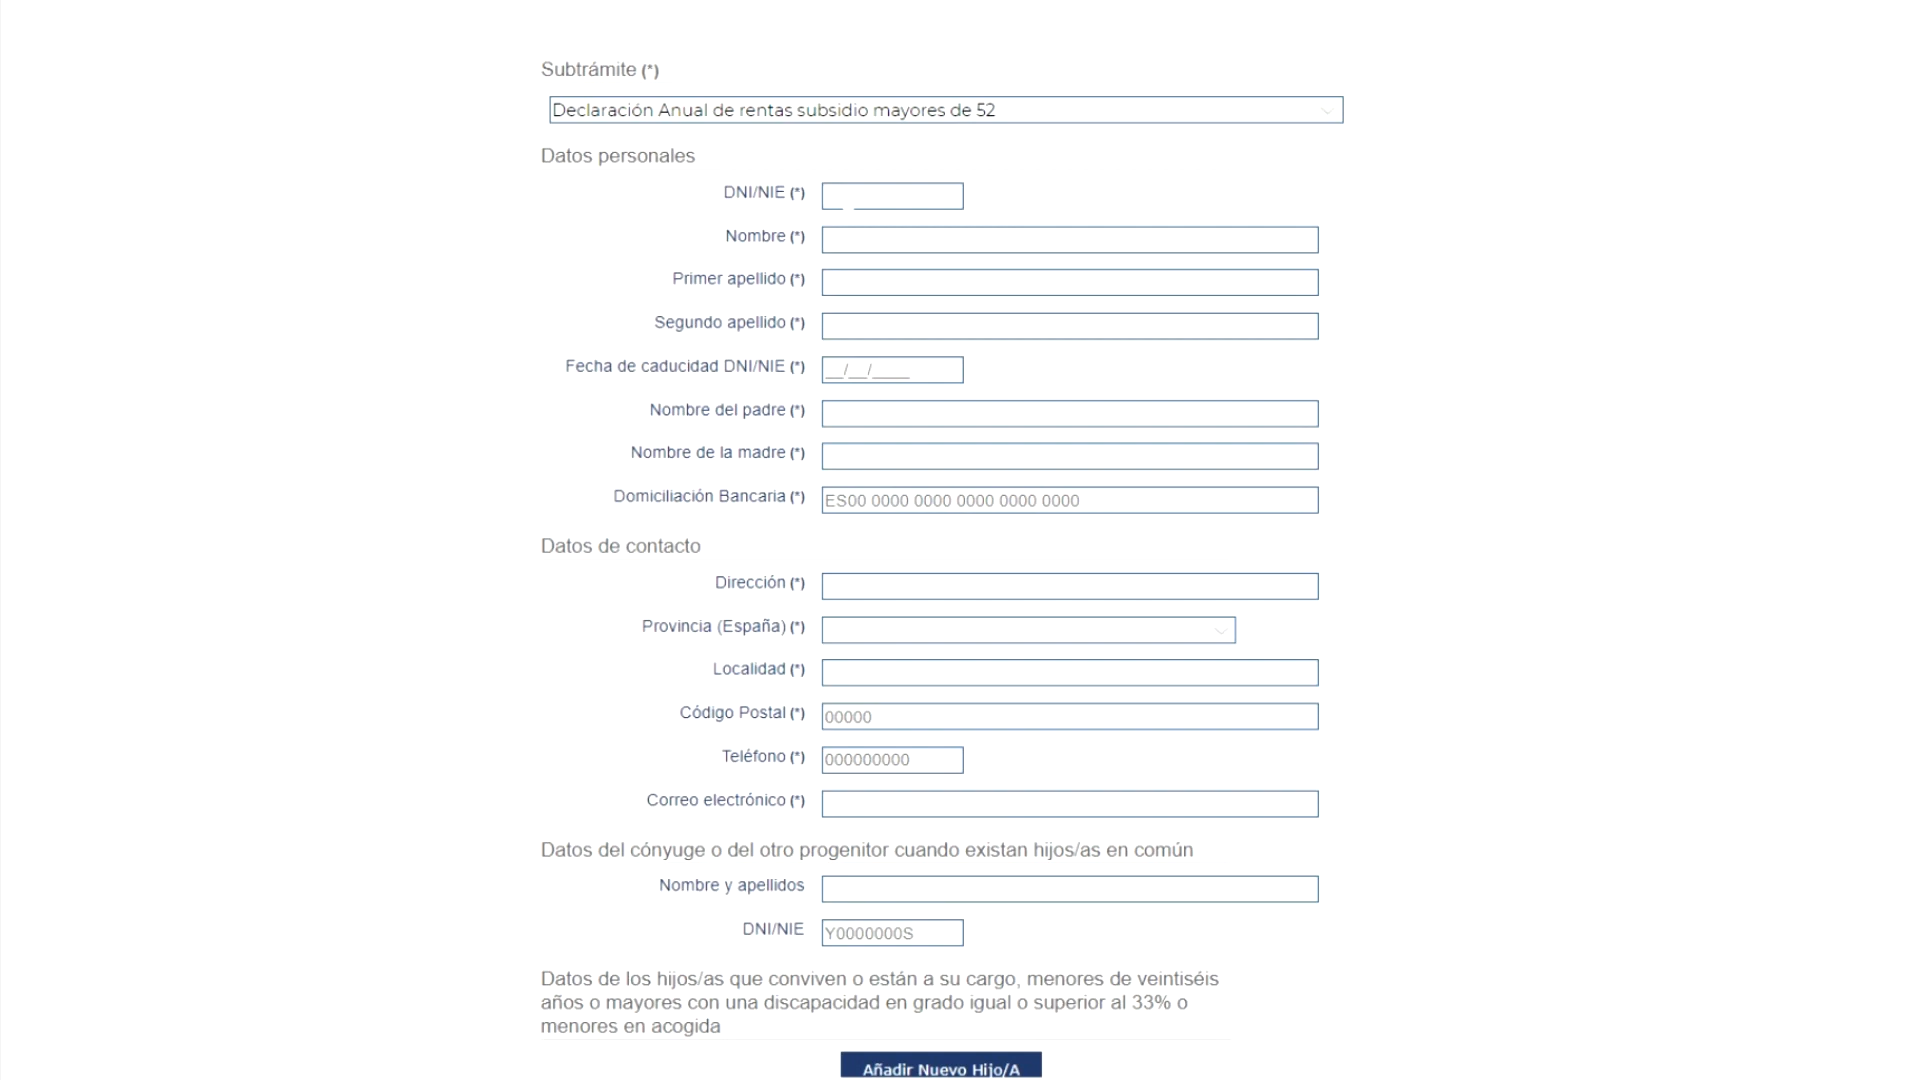 Subtrámite (*)
Declaración Anual de rentas subsidio mayores de 52
Datos personales
DNI/NIE (*)
Nombre (*)
Primer apellido (*)
Segundo apellido (*)
Fecha de caducidad DNI/NIE (*) __/__/____
Nombre del padre (*)
Nombre de la madre (*)
Domiciliación Bancaria (*) ES00 0000 0000 0000 0000 0000
Datos de contacto
Dirección (*)
Provincia (España) (*)
Localidad (*)
Código Postal (*) 00000
Teléfono (*) 000000000
Correo electrónico (*)
Datos del cónyuge o del otro progenitor cuando existan hijos/as en común
Nombre y apellidos
DNI/NIE Y0000000S
Datos de los hijos/as que conviven o están a su cargo, menores de veintiséis
años o mayores con una discapacidad en grado igual o superior al 33% o
menores en acogida
Añadir Nuevo Hijo/A